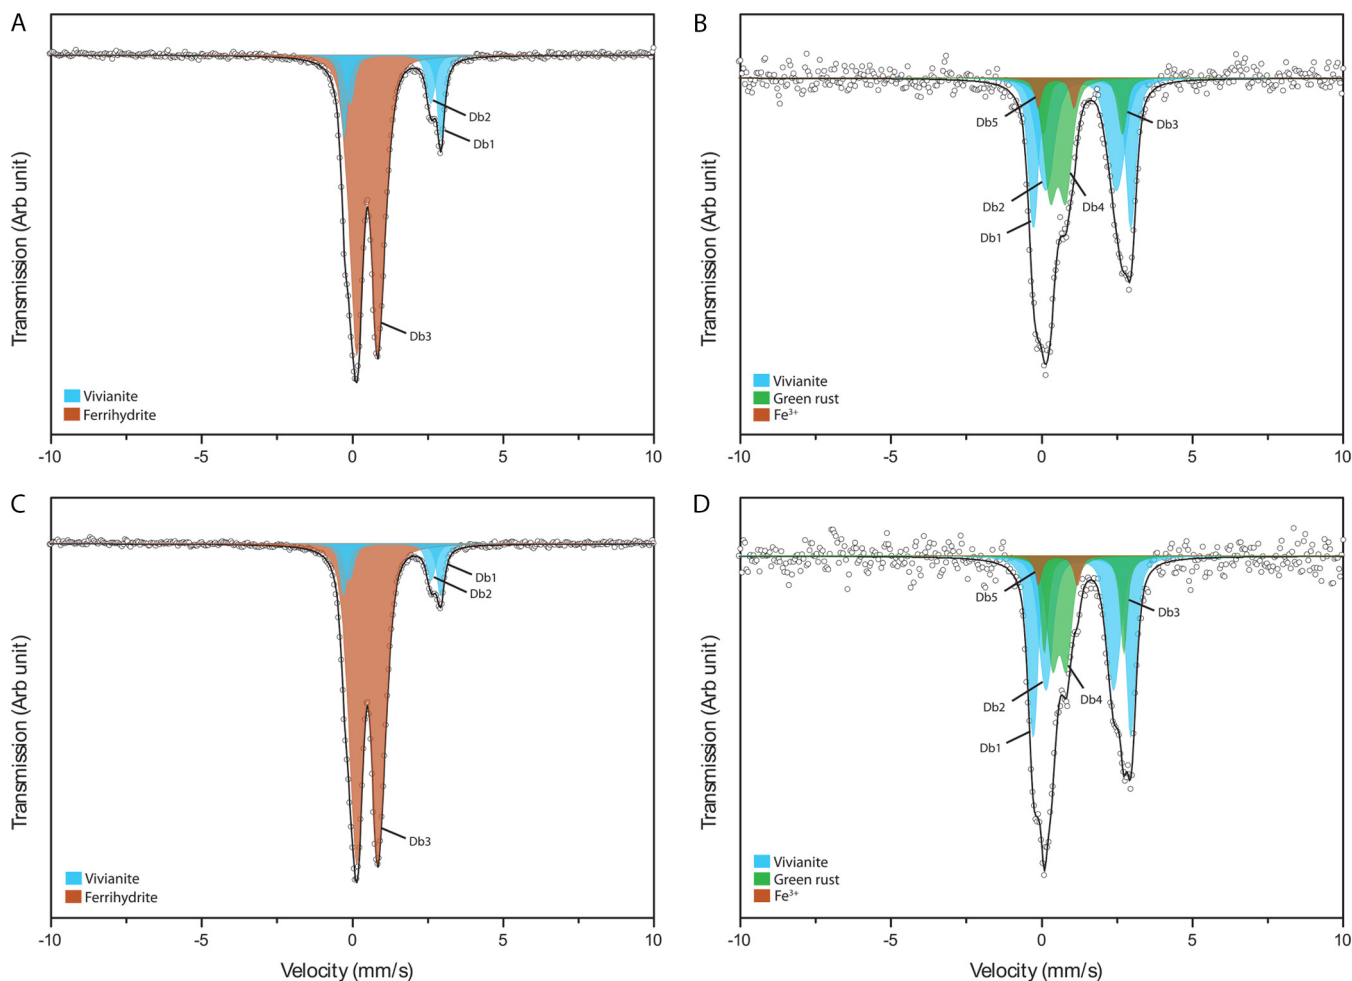 A
Transmission (Arb unit)
Db2
Db1
Db3
Vivianite
Ferrihydrite
-10 -5 0 5 10
B
Transmission (Arb unit)
Db5
Db3
Db2
Db4
Db1
Vivianite
Green rust
Fe³⁺
-10 -5 0 5 10
C
Transmission (Arb unit)
Db1
Db2
Db3
Vivianite
Ferrihydrite
-10 -5 0 5 10
Velocity (mm/s)
D
Transmission (Arb unit)
Db5
Db3
Db2
Db4
Db1
Vivianite
Green rust
Fe³⁺
-10 -5 0 5 10
Velocity (mm/s)